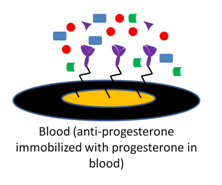 Blood (anti-progesterone
immobilized with progesterone in
blood)